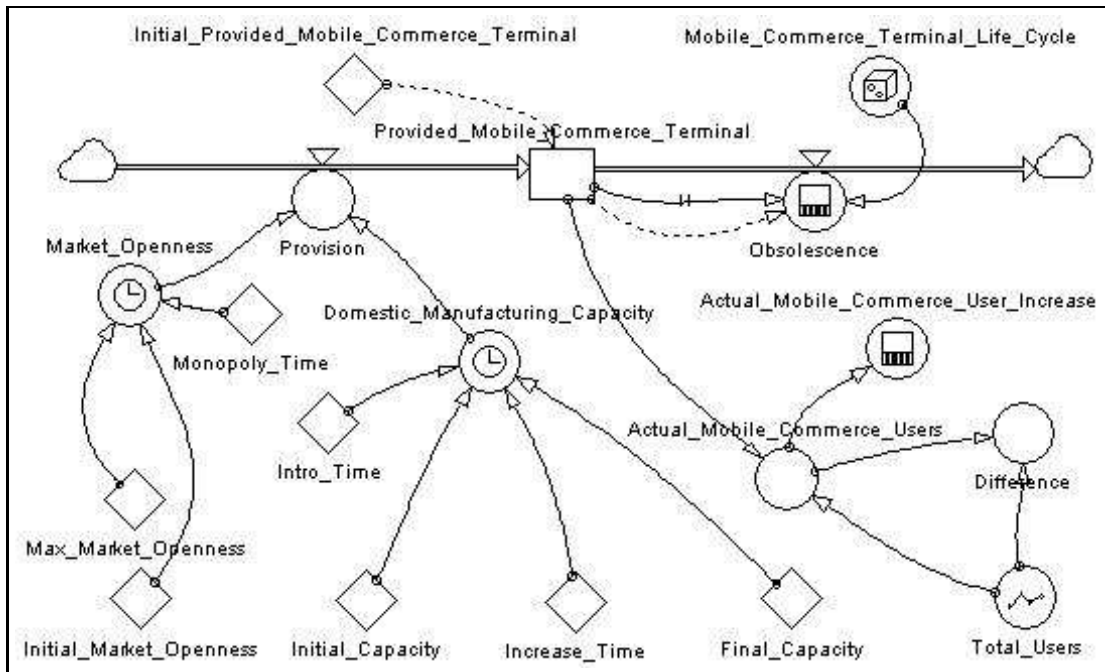 Initial_Provided_Mobile_Commerce_Terminal
Mobile_Commerce_Terminal_Life_Cycle
Provided_Mobile_Commerce_Terminal
Market_Openness
Provision
Obsolescence
Domestic_Manufacturing_Capacity
Actual_Mobile_Commerce_User_Increase
Monopoly_Time
Actual_Mobile_Commerce_Users
Intro_Time
Difference
Max_Market_Openness
Initial_Market_Openness
Initial_Capacity
Increase_Time
Final_Capacity
Total_Users